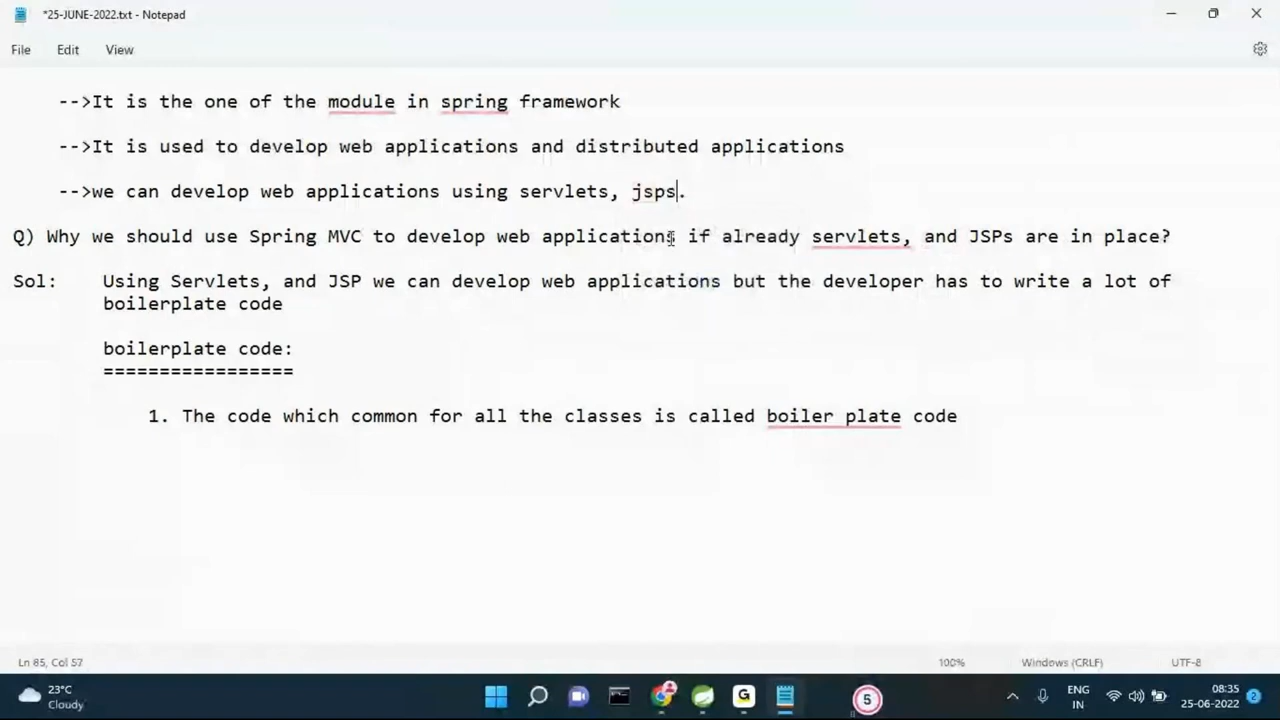 *25-JUNE-2022.txt - Notepad
File Edit View
-->It is the one of the module in spring framework
-->It is used to develop web applications and distributed applications
-->we can develop web applications using servlets, jsps.
Q) Why we should use Spring MVC to develop web applications if already servlets, and JSPs are in place?
Sol: Using Servlets, and JSP we can develop web applications but the developer has to write a lot of
boilerplate code
boilerplate code:
=================
1. The code which common for all the classes is called boiler plate code
Ln 85, Col 57 100% Windows (CRLF) UTF-8
23°C
Cloudy
G
5
ENG
IN
08:35
25-06-2022
2